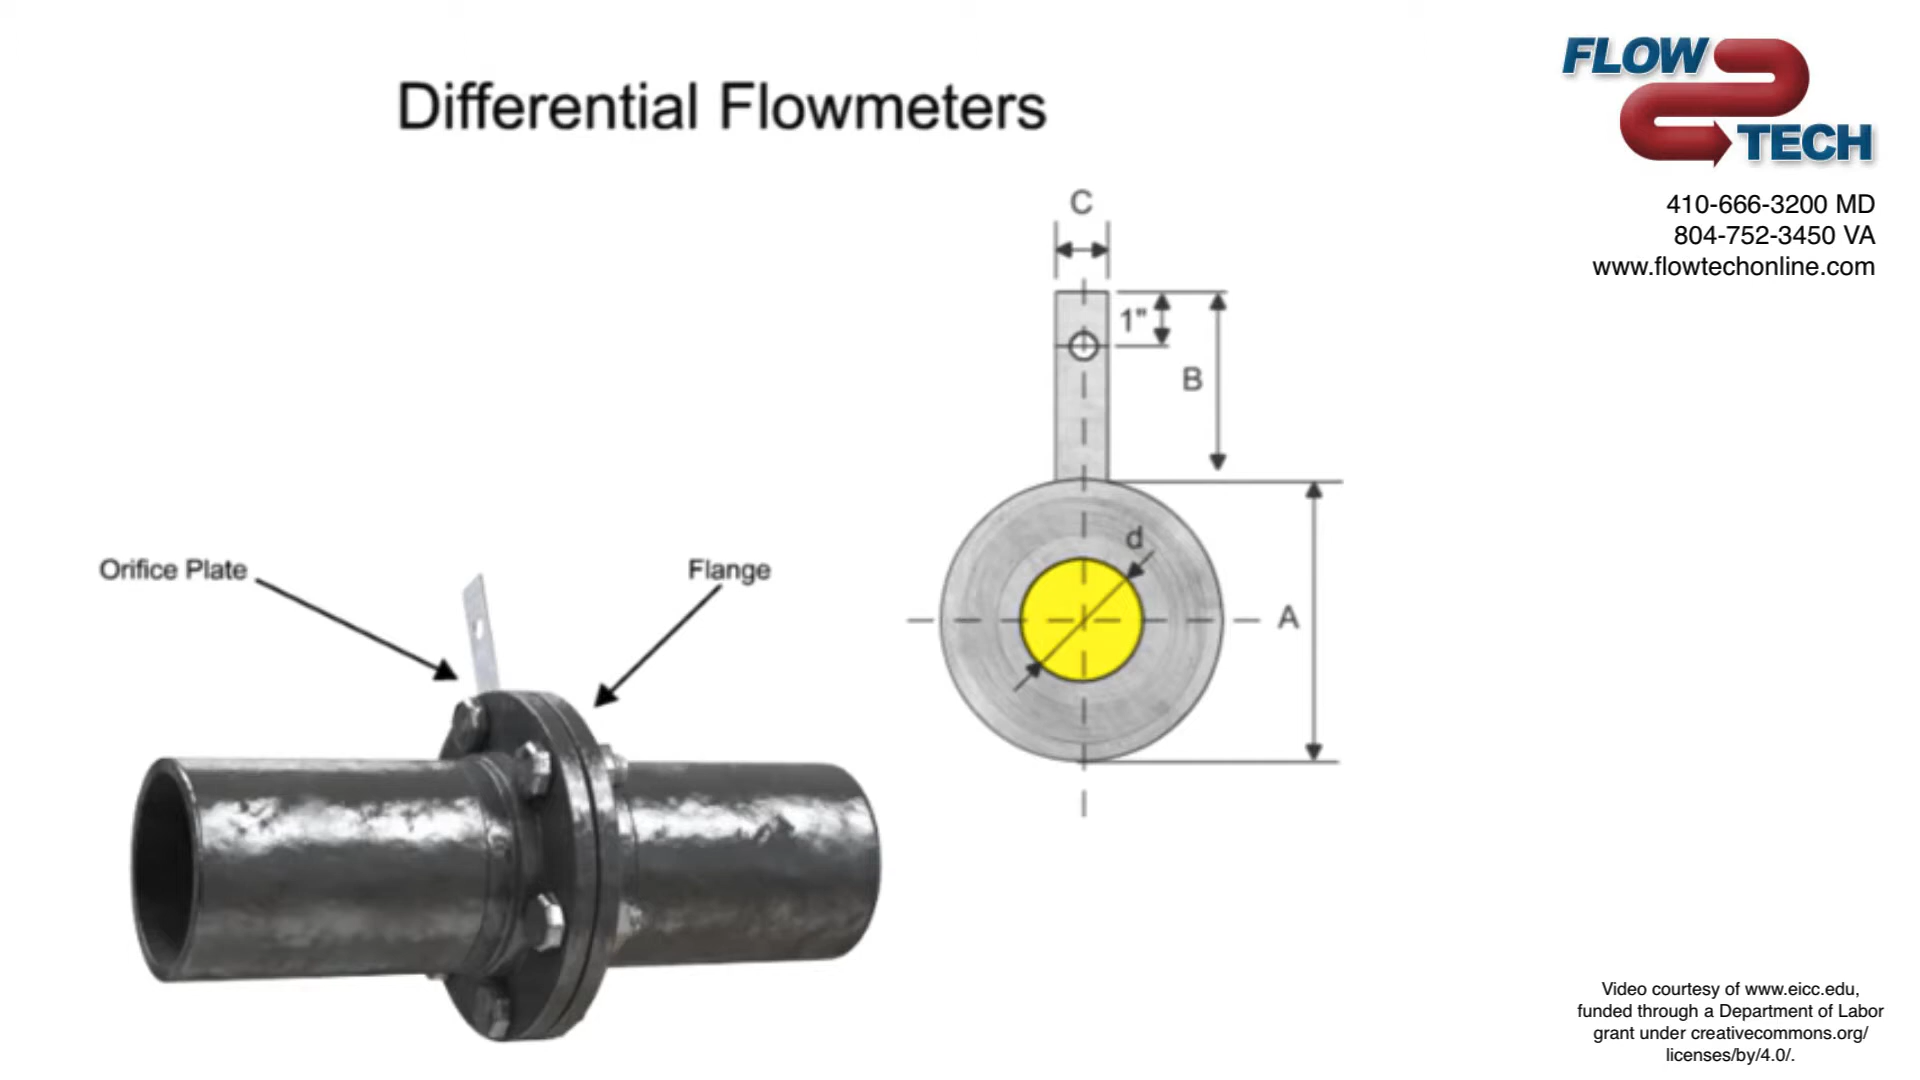 Differential Flowmeters
FLOW
TECH
410-666-3200 MD
804-752-3450 VA
www.flowtechonline.com
C
1"
B
d
A
Orifice Plate
Flange
Video courtesy of www.eicc.edu,
funded through a Department of Labor
grant under creativecommons.org/
licenses/by/4.0/.